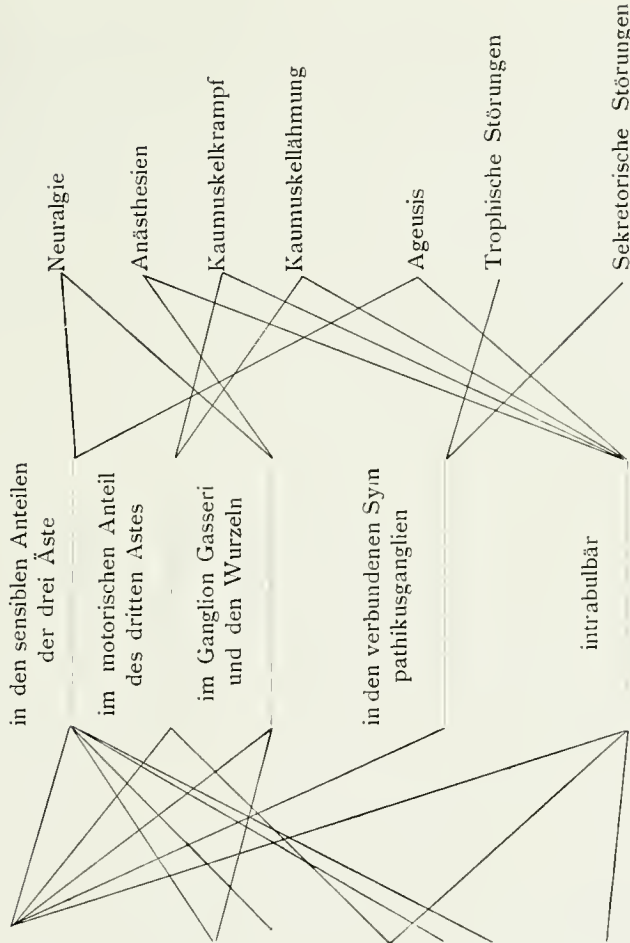 in den sensiblen Anteilen
der drei Äste
im motorischen Anteil
des dritten Astes
im Ganglion Gasseri
und den Wurzeln
in den verbundenen Sym
pathikusganglien
intrabulbär
Neuralgie
Anästhesien
Kaumuskelkrampf
Kaumuskellähmung
Ageusis
Trophische Störungen
Sekretorische Störungen